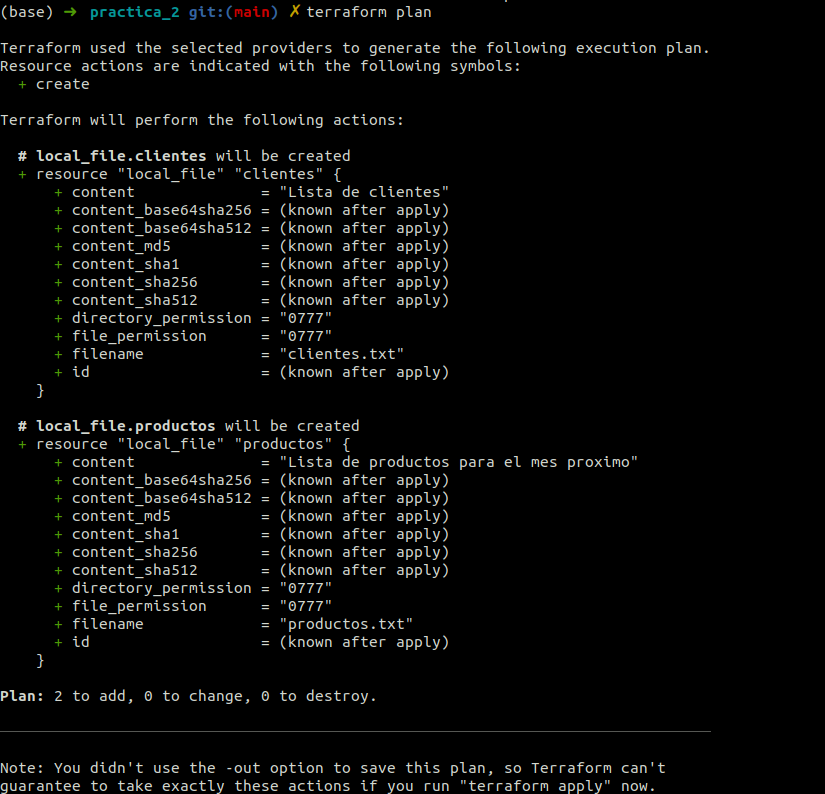 (base) ➜ practica_2 git:(main) ✗ terraform plan
Terraform used the selected providers to generate the following execution plan.
Resource actions are indicated with the following symbols:
  + create
Terraform will perform the following actions:
  # local_file.clientes will be created
  + resource "local_file" "clientes" {
      + content              = "Lista de clientes"
      + content_base64sha256 = (known after apply)
      + content_base64sha512 = (known after apply)
      + content_md5          = (known after apply)
      + content_sha1         = (known after apply)
      + content_sha256       = (known after apply)
      + content_sha512       = (known after apply)
      + directory_permission = "0777"
      + file_permission      = "0777"
      + filename             = "clientes.txt"
      + id                   = (known after apply)
    }
  # local_file.productos will be created
  + resource "local_file" "productos" {
      + content              = "Lista de productos para el mes proximo"
      + content_base64sha256 = (known after apply)
      + content_base64sha512 = (known after apply)
      + content_md5          = (known after apply)
      + content_sha1         = (known after apply)
      + content_sha256       = (known after apply)
      + content_sha512       = (known after apply)
      + directory_permission = "0777"
      + file_permission      = "0777"
      + filename             = "productos.txt"
      + id                   = (known after apply)
    }
Plan: 2 to add, 0 to change, 0 to destroy.
Note: You didn't use the -out option to save this plan, so Terraform can't
guarantee to take exactly these actions if you run "terraform apply" now.